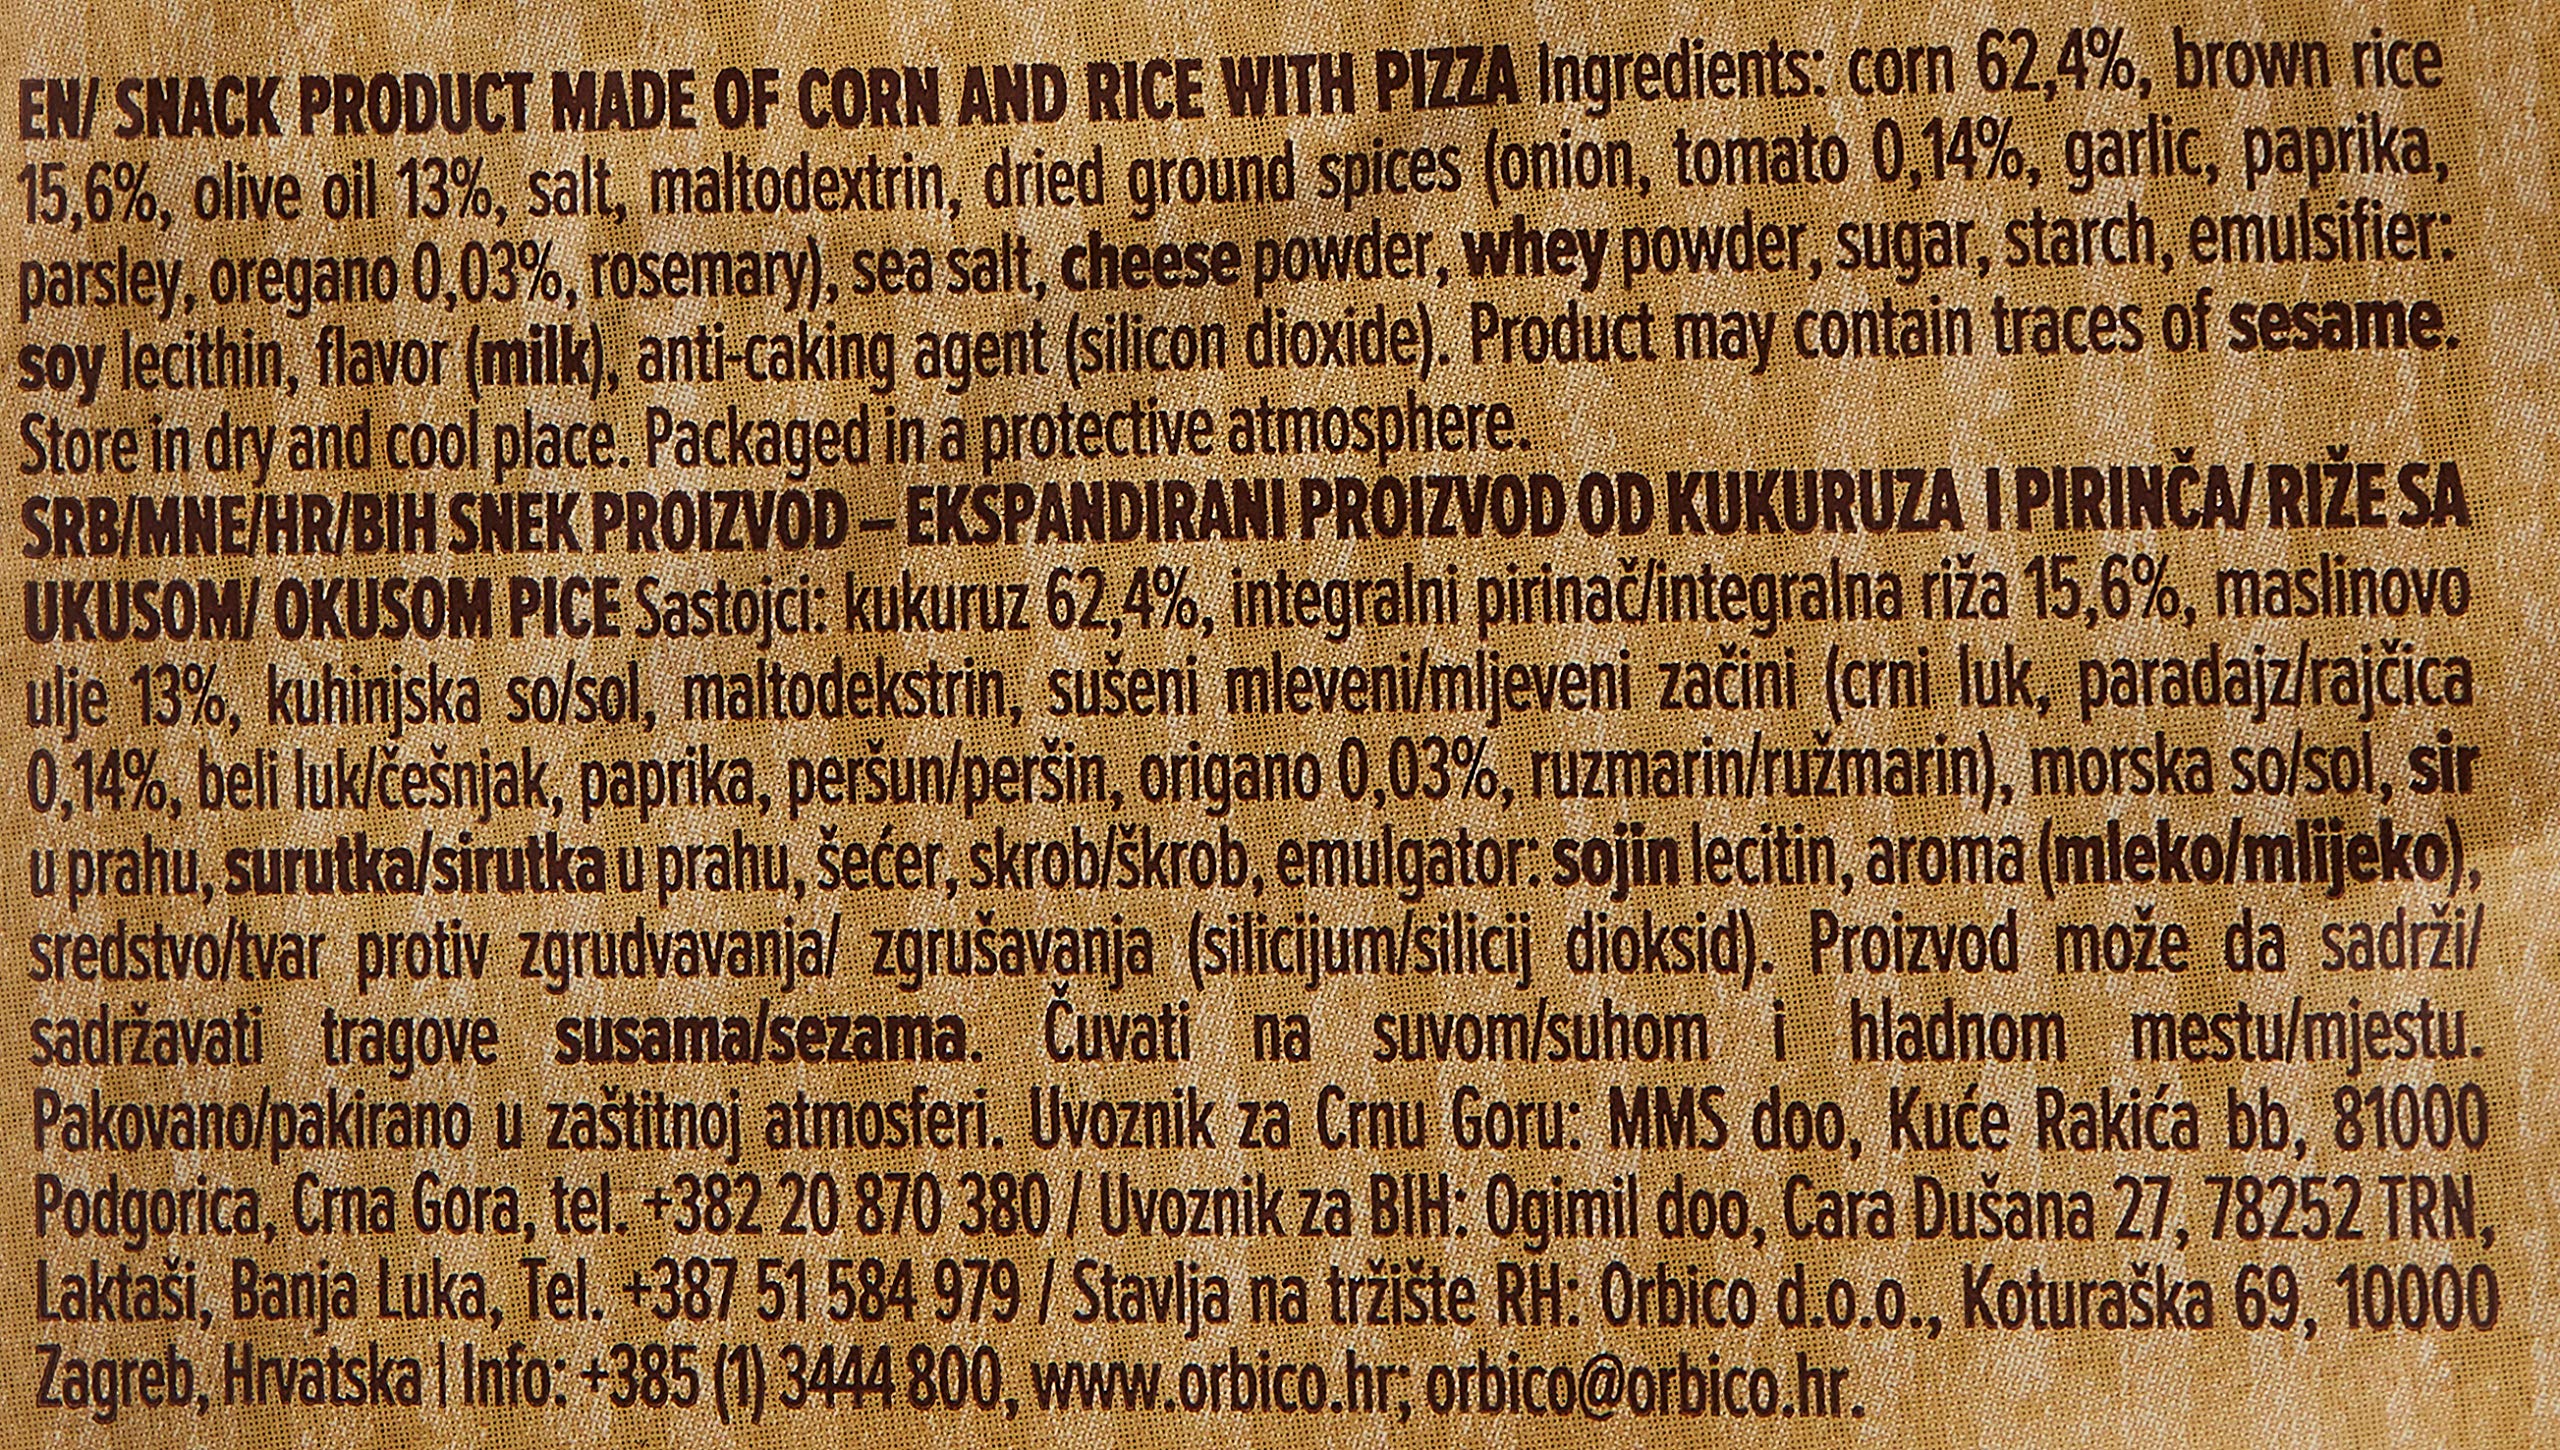 EN/ SNACK PRODUCT MADE OF CORN AND RICE WITH PIZZA Ingredients: corn 62,4%, brown rice
15,6%, olive oil 13%, salt, maltodextrin, dried ground spices (onion, tomato 0,14%, garlic, paprika,
parsley, oregano 0,03%, rosemary), sea salt, cheese powder, whey powder, sugar, starch, emulsifier:
soy lecithin, flavor (milk), anti-caking agent (silicon dioxide). Product may contain traces of sesame.
Store in dry and cool place. Packaged in a protective atmosphere.
SRB/MNE/HR/BIH SNEK PROIZVOD – EKSPANDIRANI PROIZVOD OD KUKURUZA I PIRINČA/ RIŽE SA
UKUSOM/ OKUSOM PICE Sastojci: kukuruz 62,4%, integralni pirinač/integralna riža 15,6%, maslinovo
ulje 13%, kuhinjska so/sol, maltodekstrin, sušeni mleveni/mljeveni začini (crni luk, paradajz/rajčica
0,14%, beli luk/češnjak, paprika, peršun/peršin, origano 0,03%, ruzmarin/ružmarin), morska so/sol, sir
u prahu, surutka/sirutka u prahu, šećer, skrob/škrob, emulgator: sojin lecitin, aroma (mleko/mlijeko),
sredstvo/tvar protiv zgrudvavanja/ zgrušavanja (silicijum/silicij dioksid). Proizvod može da sadrži/
sadržavati tragove susama/sezama. Čuvati na suvom/suhom i hladnom mestu/mjestu.
Pakovano/pakirano u zaštitnoj atmosferi. Uvoznik za Crnu Goru: MMS doo, Kuće Rakića bb, 81000
Podgorica, Crna Gora, tel. +382 20 870 380 / Uvoznik za BIH: Ogimil doo, Cara Dušana 27, 78252 TRN,
Laktaši, Banja Luka, Tel. +387 51 584 979 / Stavlja na tržište RH: Orbico d.o.o., Koturaška 69, 10000
Zagreb, Hrvatska | Info: +385 (1) 3444 800, www.orbico.hr; orbico@orbico.hr.